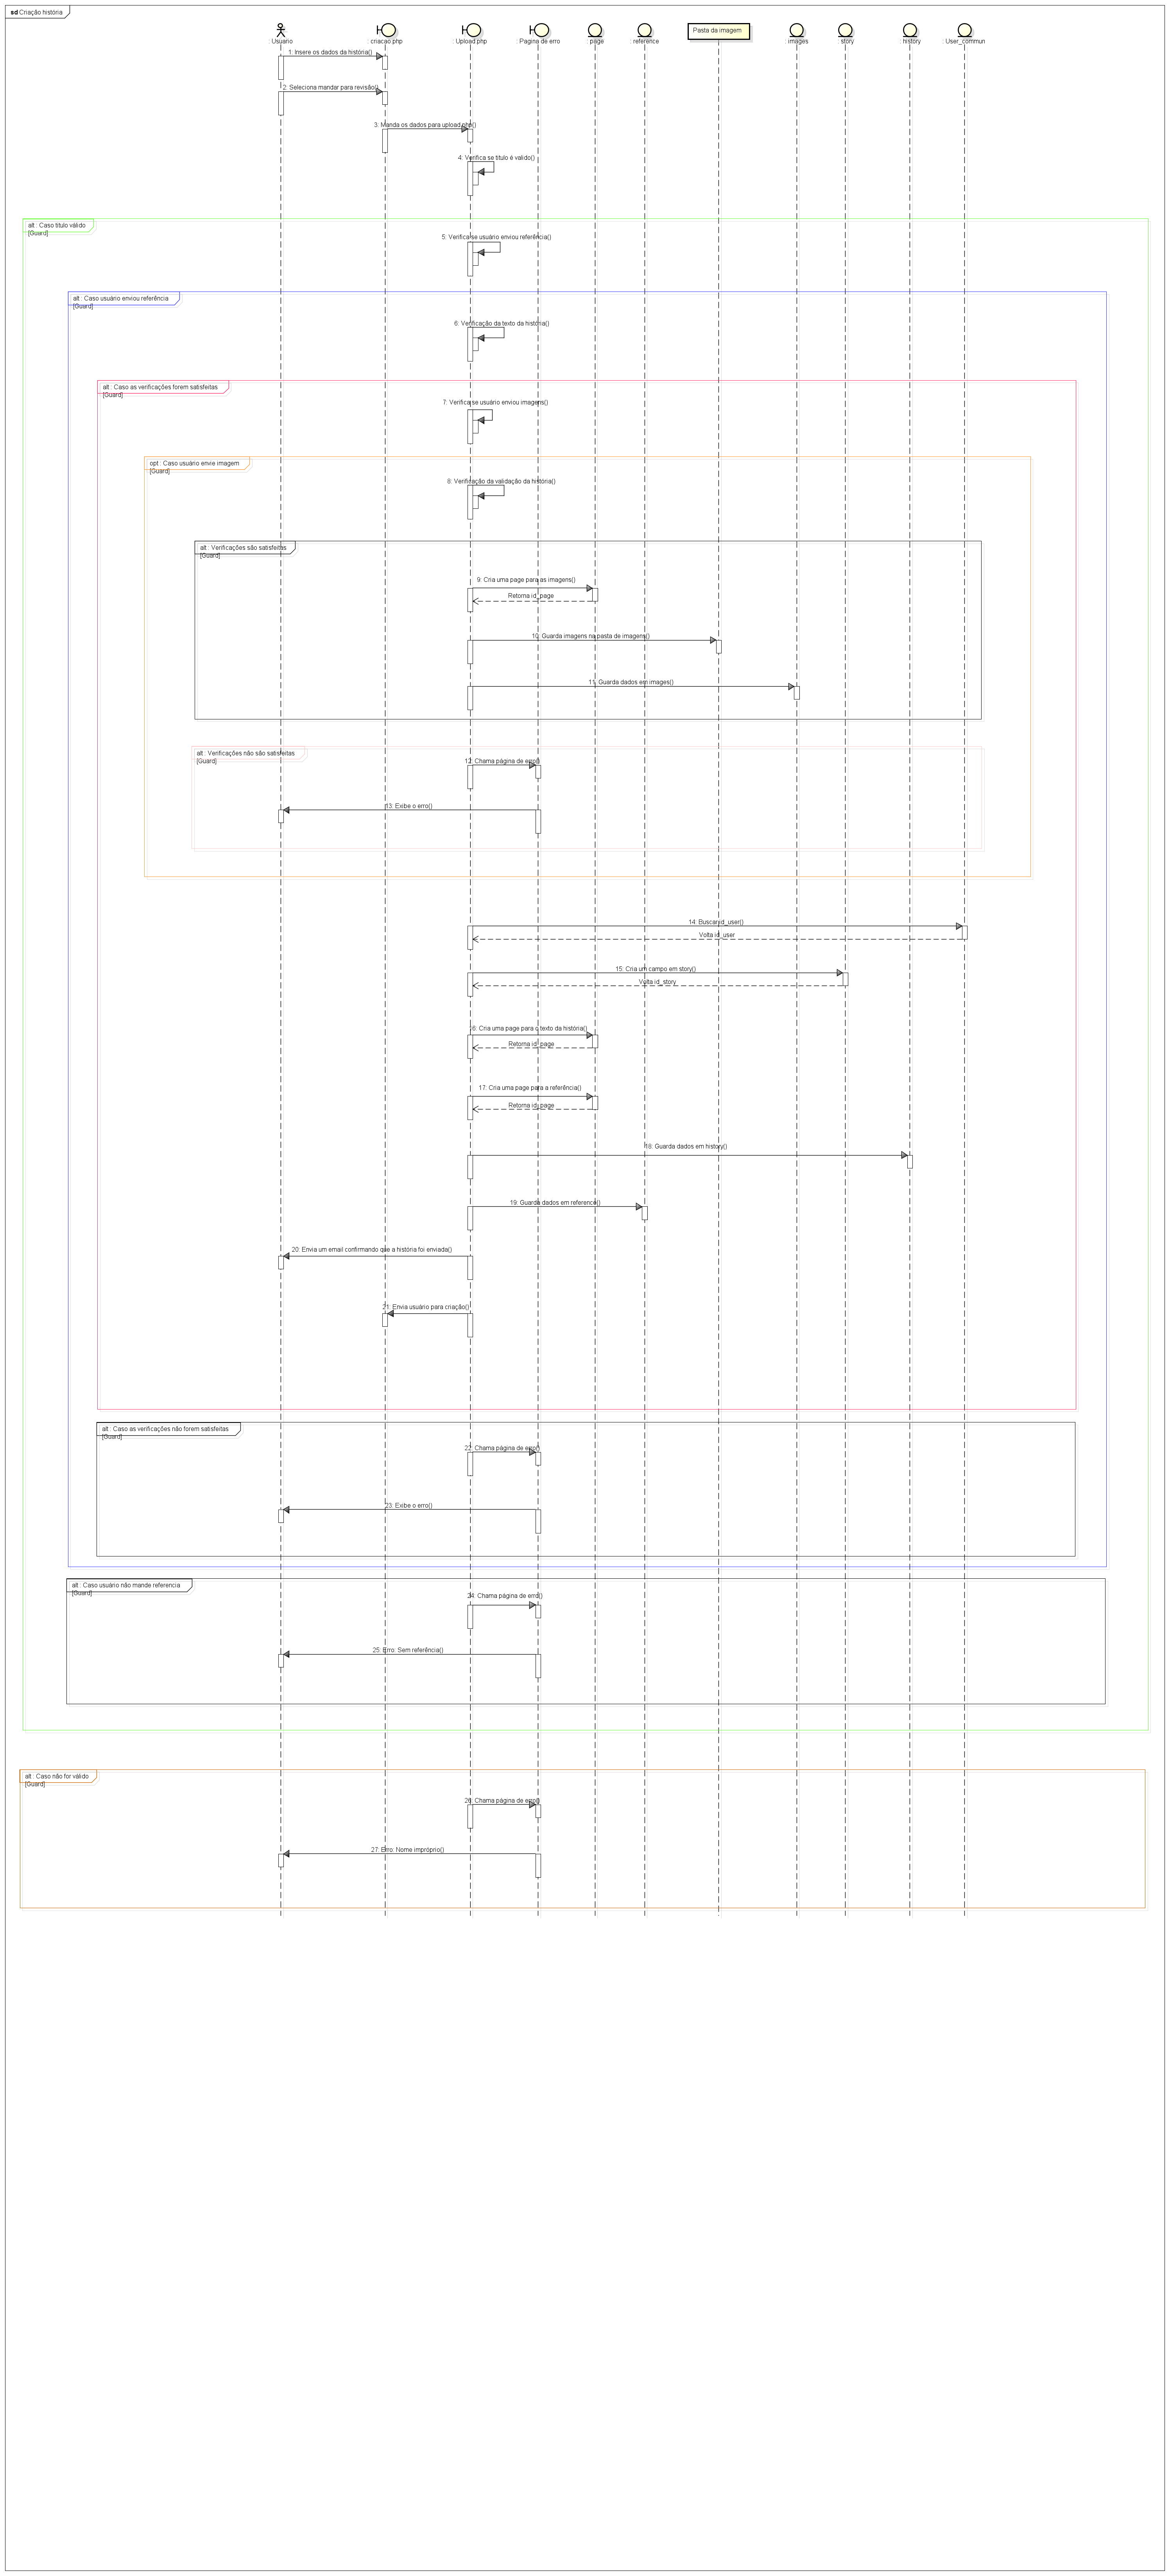 sd Criação história
: Usuario
: criacao php
: Upload.php
: Pagina de erro
: page
: reference
Pasta da imagem
: images
: story
: history
: User_commun
1: Insere os dados da história()
2: Seleciona mandar para revisão()
3: Manda os dados para upload.php()
4: Verifica se titulo é valido()
alt : Caso titulo válido
[Guard]
5: Verifica se usuário enviou referência()
alt : Caso usuário enviou referência
[Guard]
6: Verificação da texto da história()
alt : Caso as verificações forem satisfeitas
[Guard]
7: Verifica se usuário enviou imagens()
opt : Caso usuário envie imagem
[Guard]
8: Verificação da validação da história()
alt : Verificações são satisfeitas
[Guard]
9: Cria uma page para as imagens()
Retorna id_page
10: Guarda imagens na pasta de imagens()
11: Guarda dados em images()
alt : Verificações não são satisfeitas
[Guard]
12: Chama página de erro()
13: Exibe o erro()
14: Buscar id_user()
Volta id_user
15: Cria um campo em story()
Volta id_story
16: Cria uma page para o texto da história()
Retorna id_page
17: Cria uma page para a referência()
Retorna id_page
18: Guarda dados em history()
19: Guarda dados em reference()
20: Envia um email confirmando que a história foi enviada()
21: Envia usuário para criação()
alt : Caso as verificações não forem satisfeitas
[Guard]
22: Chama página de erro()
23: Exibe o erro()
alt : Caso usuário não mande referencia
[Guard]
24: Chama página de erro()
25: Erro: Sem referência()
alt : Caso não for válido
[Guard]
26: Chama página de erro()
27: Erro: Nome impróprio()